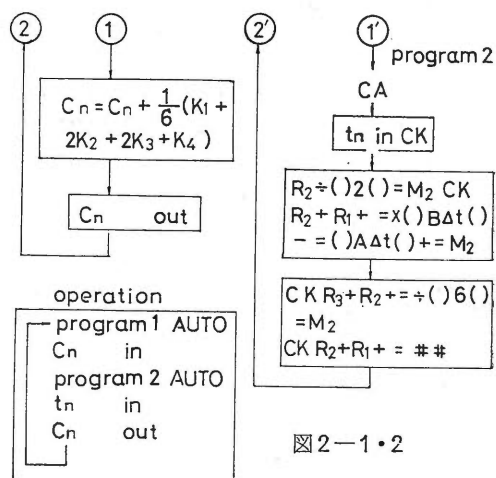 2 1
Cn = Cn + 1/6 (K1 +
2K2 + 2K3 + K4 )
Cn out
operation
program 1 AUTO
Cn in
program 2 AUTO
tn in
Cn out
2' 1'
program 2
CA
tn in CK
R2÷( )2( )=M2 CK
R2+R1+ =×( )BΔt( )
− =( )AΔt( )+=M2
CK R3+R2+=÷( )6( )
=M2
CK R2+R1+ = ##
図2—1・2